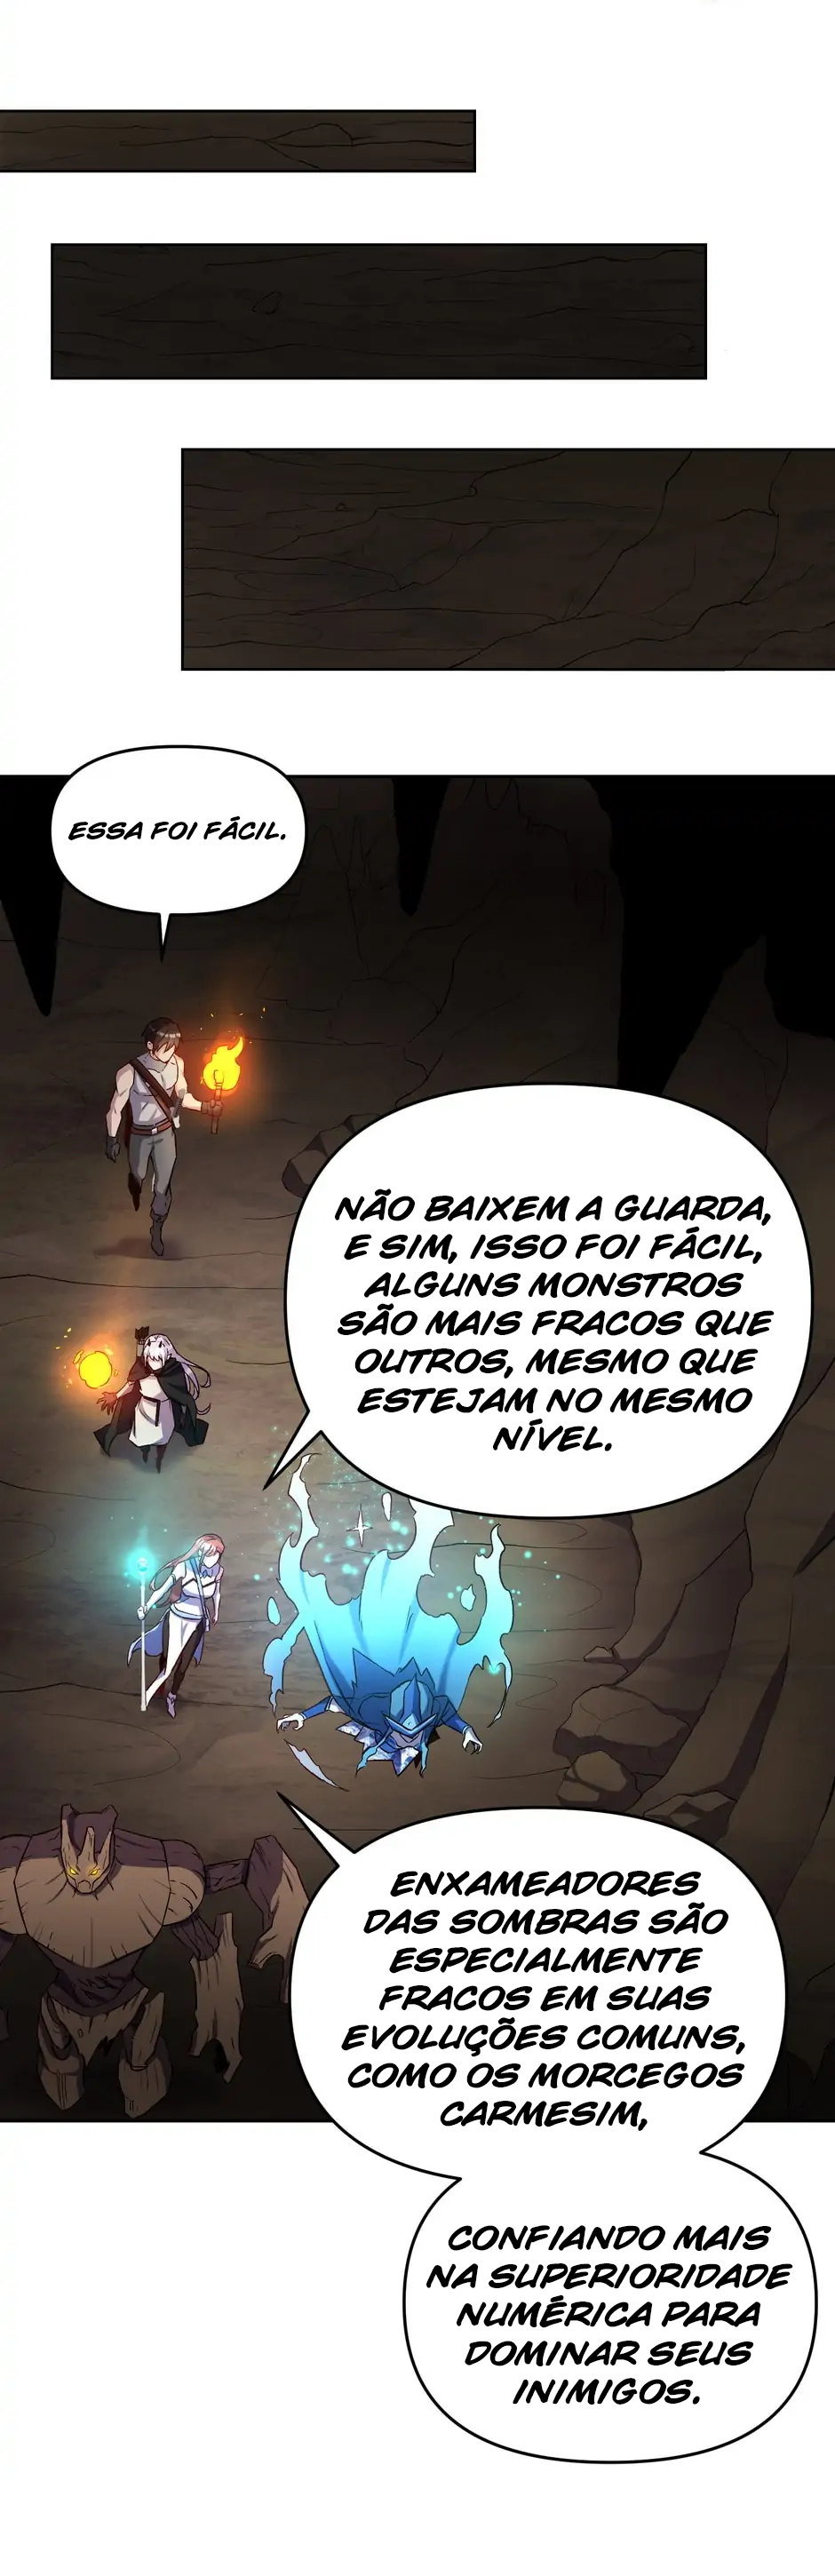 ESSA FOI FÁCIL.
NÃO BAIXEM A GUARDA,
E SIM, ISSO FOI FÁCIL,
ALGUNS MONSTROS
SÃO MAIS FRACOS QUE
OUTROS, MESMO QUE
ESTEJAM NO MESMO
NÍVEL.
ENXAMEADORES
DAS SOMBRAS SÃO
ESPECIALMENTE
FRACOS EM SUAS
EVOLUÇÕES COMUNS,
COMO OS MORCEGOS
CARMESIM,
CONFIANDO MAIS
NA SUPERIORIDADE
NUMÉRICA PARA
DOMINAR SEUS
INIMIGOS.